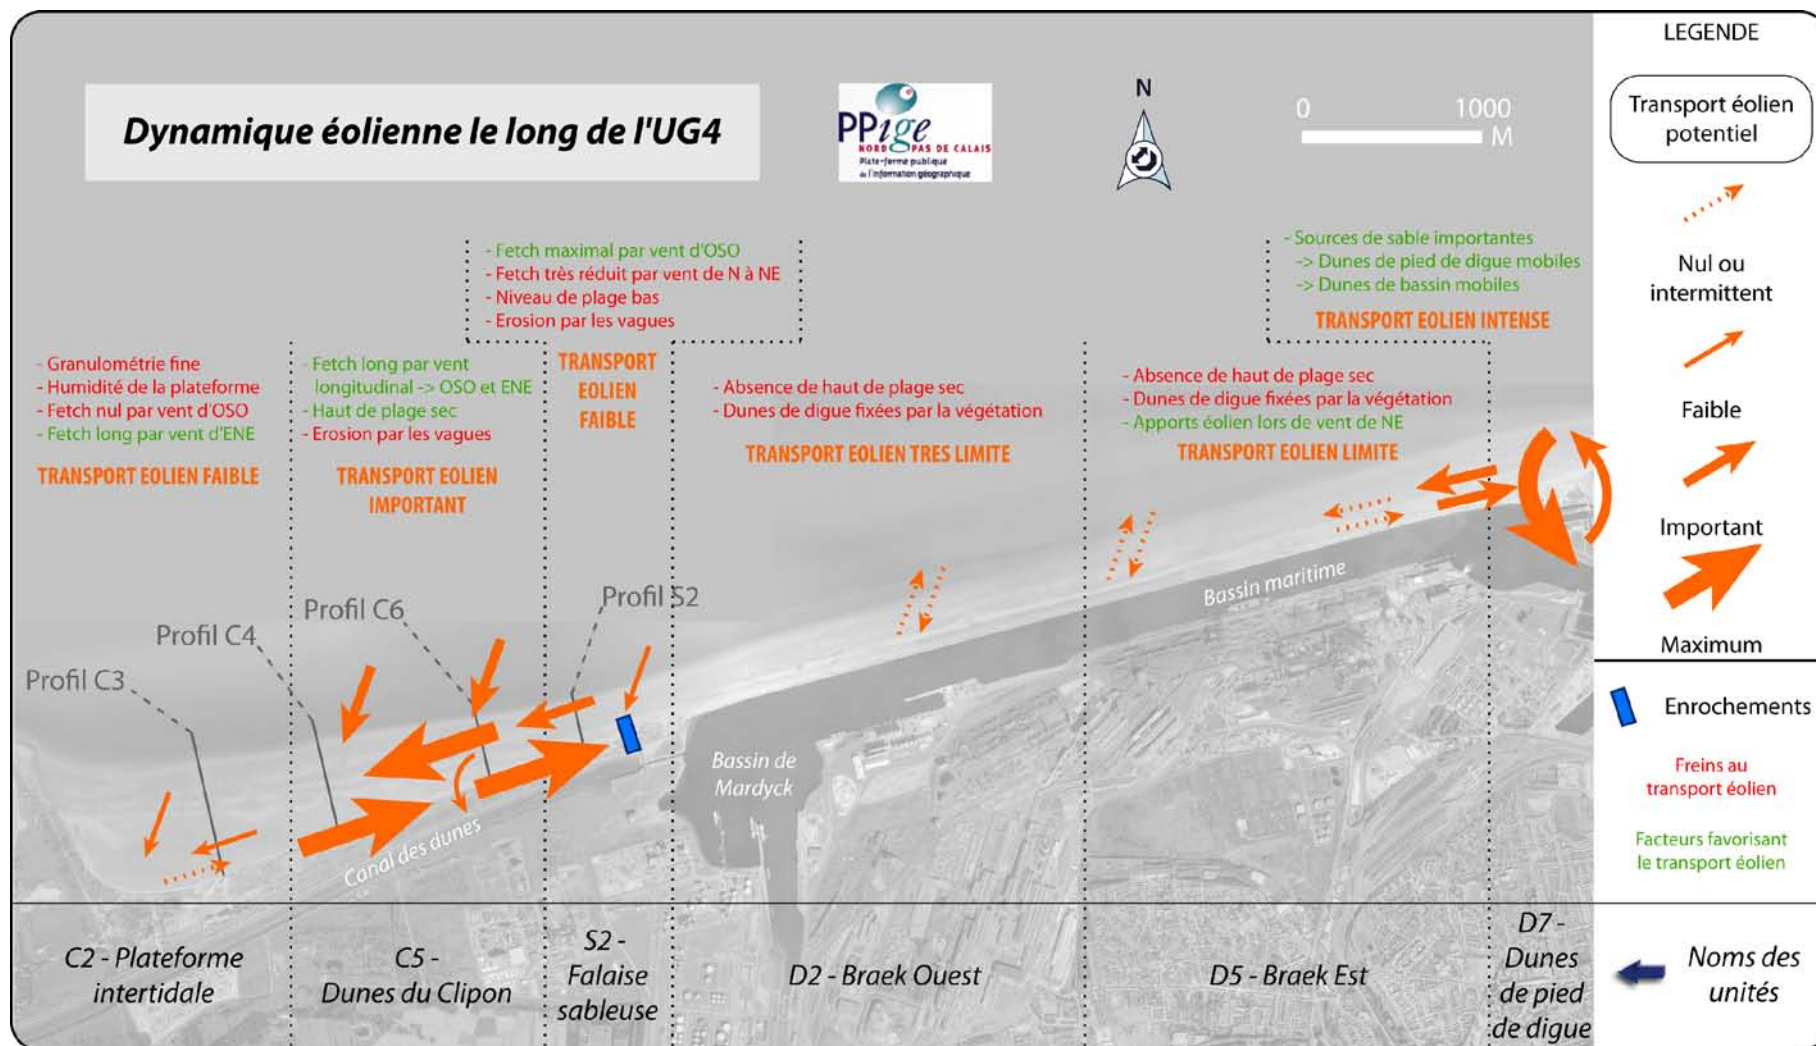 Dynamique éolienne le long de l'UG4
PPige
NORD PAS DE CALAIS
Plate-forme publique
de l'information géographique
N
0 1000
M
- Fetch maximal par vent d'OSO
- Fetch très réduit par vent de N à NE
- Niveau de plage bas
- Erosion par les vagues
- Sources de sable importantes
-> Dunes de pied de digue mobiles
-> Dunes de bassin mobiles
TRANSPORT EOLIEN INTENSE
- Granulométrie fine
- Humidité de la plateforme
- Fetch nul par vent d'OSO
- Fetch long par vent d'ENE
TRANSPORT EOLIEN FAIBLE
- Fetch long par vent
longitudinal -> OSO et ENE
- Haut de plage sec
- Erosion par les vagues
TRANSPORT EOLIEN
IMPORTANT
TRANSPORT
EOLIEN
FAIBLE
- Absence de haut de plage sec
- Dunes de digue fixées par la végétation
TRANSPORT EOLIEN TRES LIMITE
- Absence de haut de plage sec
- Dunes de digue fixées par la végétation
- Apports éolien lors de vent de NE
TRANSPORT EOLIEN LIMITE
Profil C3
Profil C4
Profil C6
Profil S2
Canal des dunes
Bassin de
Mardyck
Bassin maritime
C2 - Plateforme
intertidale
C5 -
Dunes du Clipon
S2 -
Falaise
sableuse
D2 - Braek Ouest
D5 - Braek Est
D7 -
Dunes
de pied
de digue
LEGENDE
Transport éolien
potentiel
Nul ou
intermittent
Faible
Important
Maximum
Enrochements
Freins au
transport éolien
Facteurs favorisant
le transport éolien
Noms des
unités